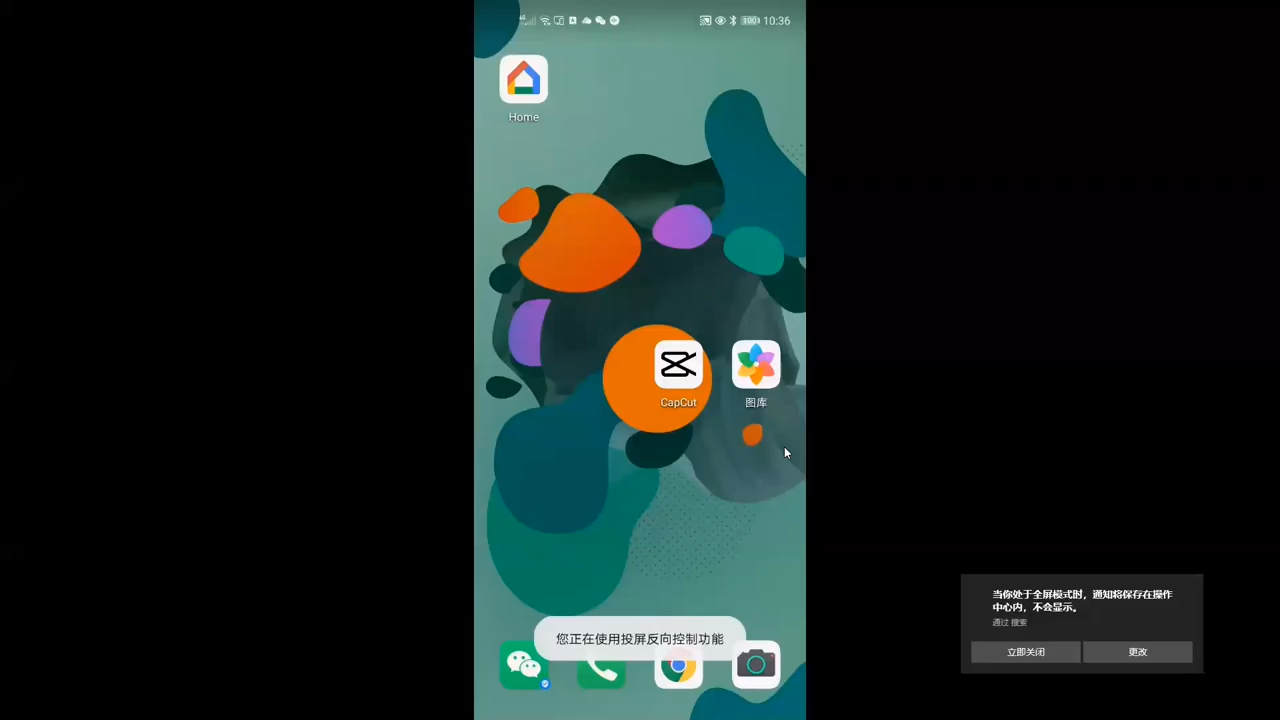 10:36
100
Home
CapCut
图库
您正在使用投屏反向控制功能
当你处于全屏模式时，通知将保存在操作
中心内，不会显示。
通过 搜索
立即关闭
更改